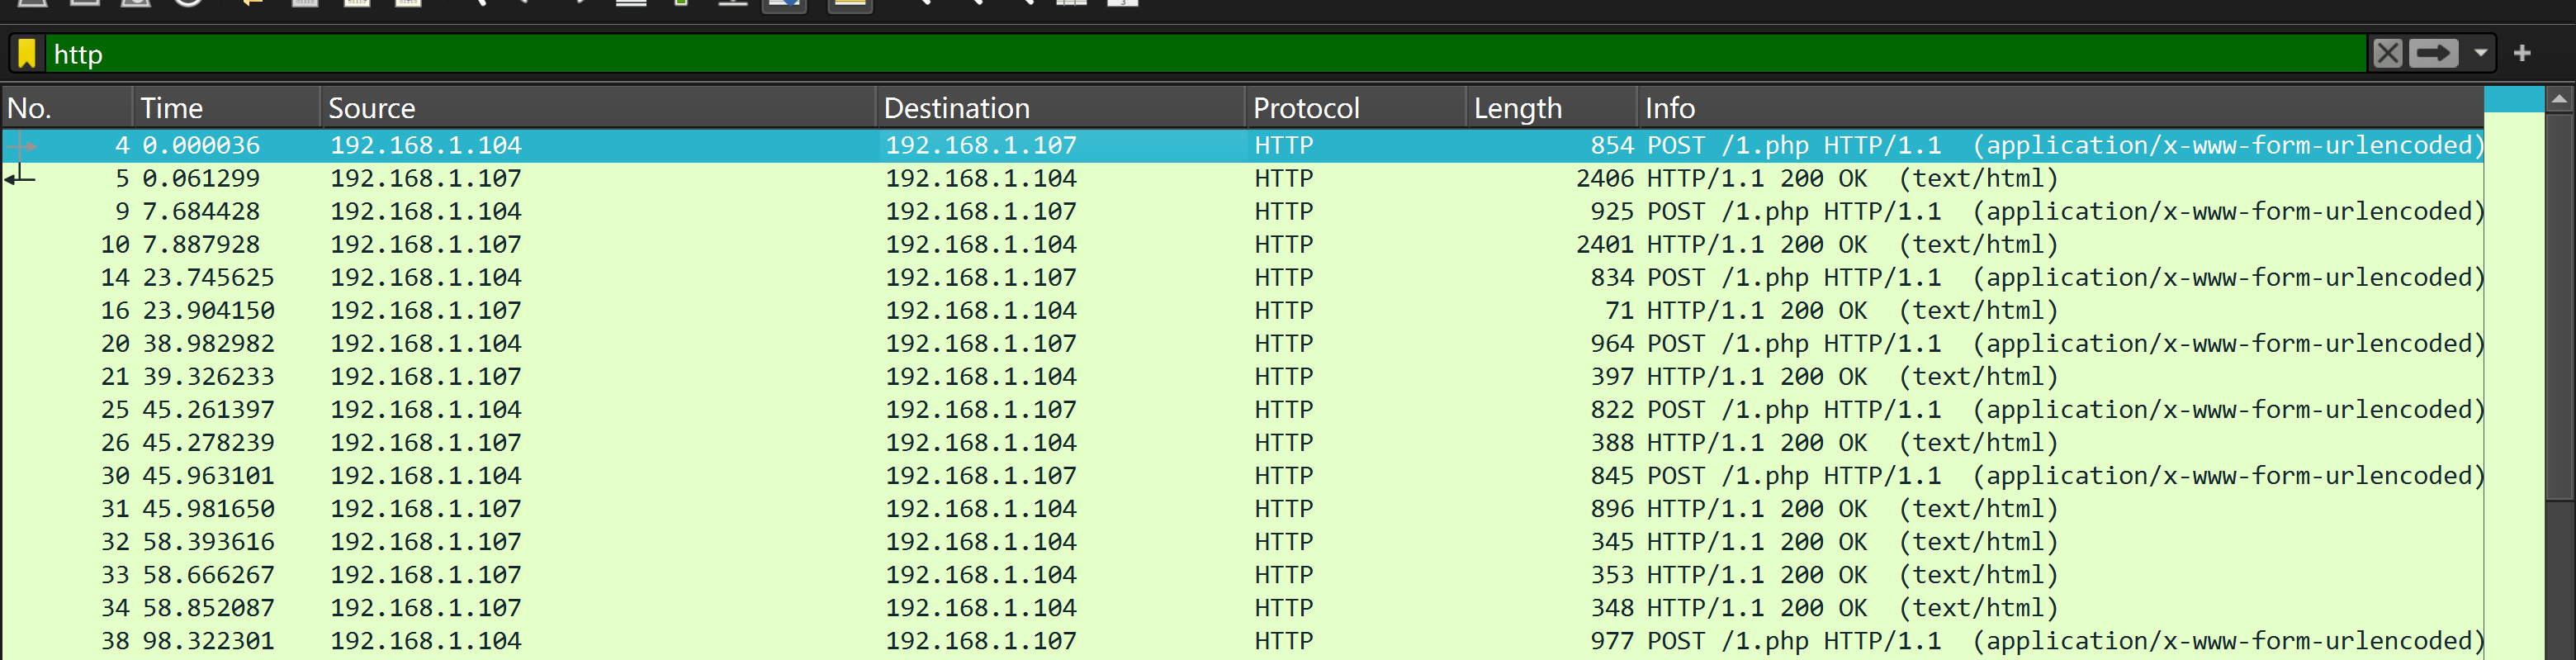 http
No. Time Source Destination Protocol Length Info
4 0.000036 192.168.1.104 192.168.1.107 HTTP 854 POST /1.php HTTP/1.1 (application/x-www-form-urlencoded)
5 0.061299 192.168.1.107 192.168.1.104 HTTP 2406 HTTP/1.1 200 OK (text/html)
9 7.684428 192.168.1.104 192.168.1.107 HTTP 925 POST /1.php HTTP/1.1 (application/x-www-form-urlencoded)
10 7.887928 192.168.1.107 192.168.1.104 HTTP 2401 HTTP/1.1 200 OK (text/html)
14 23.745625 192.168.1.104 192.168.1.107 HTTP 834 POST /1.php HTTP/1.1 (application/x-www-form-urlencoded)
16 23.904150 192.168.1.107 192.168.1.104 HTTP 71 HTTP/1.1 200 OK (text/html)
20 38.982982 192.168.1.104 192.168.1.107 HTTP 964 POST /1.php HTTP/1.1 (application/x-www-form-urlencoded)
21 39.326233 192.168.1.107 192.168.1.104 HTTP 397 HTTP/1.1 200 OK (text/html)
25 45.261397 192.168.1.104 192.168.1.107 HTTP 822 POST /1.php HTTP/1.1 (application/x-www-form-urlencoded)
26 45.278239 192.168.1.107 192.168.1.104 HTTP 388 HTTP/1.1 200 OK (text/html)
30 45.963101 192.168.1.104 192.168.1.107 HTTP 845 POST /1.php HTTP/1.1 (application/x-www-form-urlencoded)
31 45.981650 192.168.1.107 192.168.1.104 HTTP 896 HTTP/1.1 200 OK (text/html)
32 58.393616 192.168.1.107 192.168.1.104 HTTP 345 HTTP/1.1 200 OK (text/html)
33 58.666267 192.168.1.107 192.168.1.104 HTTP 353 HTTP/1.1 200 OK (text/html)
34 58.852087 192.168.1.107 192.168.1.104 HTTP 348 HTTP/1.1 200 OK (text/html)
38 98.322301 192.168.1.104 192.168.1.107 HTTP 977 POST /1.php HTTP/1.1 (application/x-www-form-urlencoded)